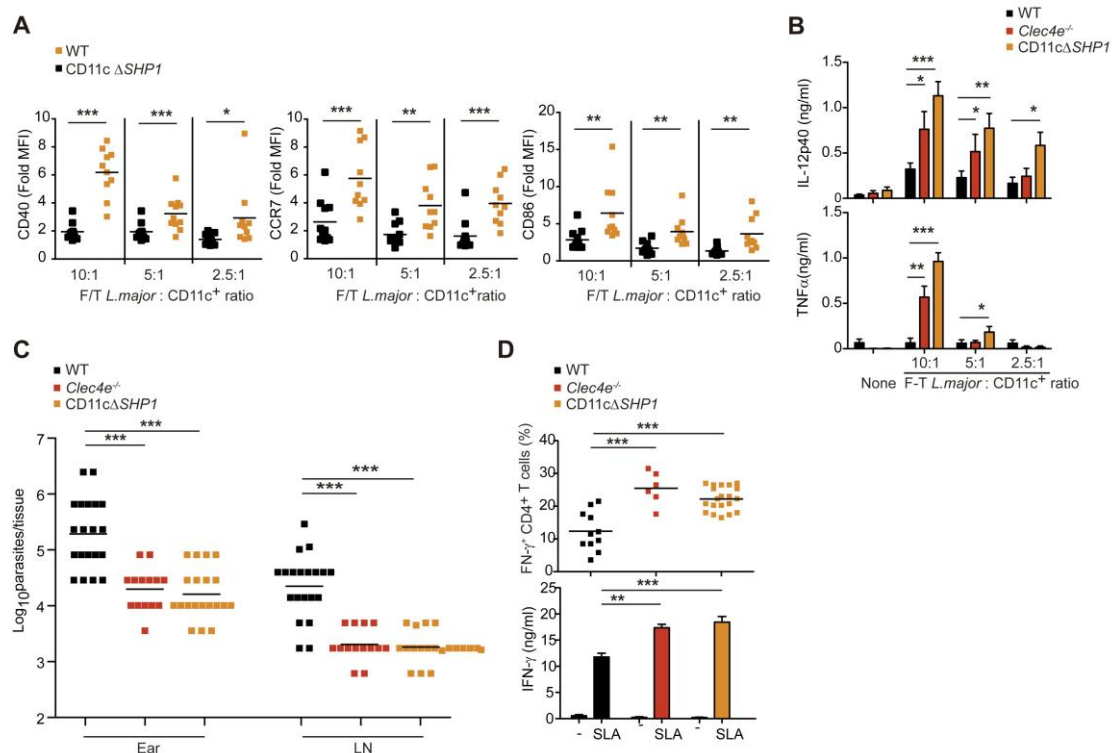 A
WT
CD11c ΔSHP1
CD40 (Fold MFI)
10
8
6
4
2
0
***
***
*
10:1
5:1
2.5:1
F/T L.major : CD11c⁺ ratio
CCR7 (Fold MFI)
10
8
6
4
2
0
***
**
***
10:1
5:1
2.5:1
F/T L.major : CD11c⁺ratio
CD86 (Fold MFI)
23
20
15
10
5
0
**
**
**
10:1
5:1
2.5:1
F/T L.major : CD11c⁺ ratio
B
WT
Clec4e⁻/⁻
CD11cΔSHP1
IL-12p40 (ng/ml)
1.5
1.0
0.5
0.0
***
*
**
*
*
TNFα(ng/ml)
1.5
1.0
0.5
0.0
***
**
*
10:1
5:1
2.5:1
None
F-T L.major : CD11c⁺ ratio
C
WT
Clec4e⁻/⁻
CD11cΔSHP1
Log₁₀parasites/tissue
7
6
5
4
3
2
***
***
***
***
Ear
LN
D
WT
Clec4e⁻/⁻
CD11cΔSHP1
FN-γ⁺ CD4+ T cells (%)
40
30
20
10
0
***
***
IFN-γ (ng/ml)
20
15
10
5
0
***
**
-
SLA
-
SLA
-
SLA